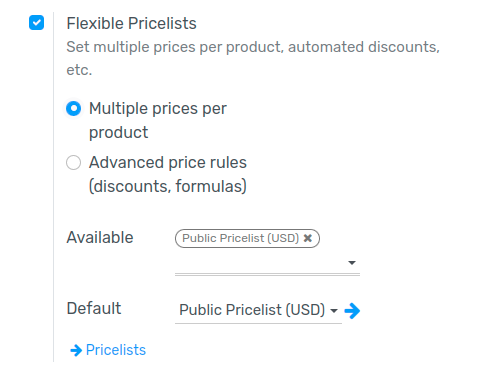 Flexible Pricelists
Set multiple prices per product, automated discounts,
etc.
Multiple prices per
product
Advanced price rules
(discounts, formulas)
Available
Public Pricelist (USD) ✖
Default
Public Pricelist (USD)
Pricelists